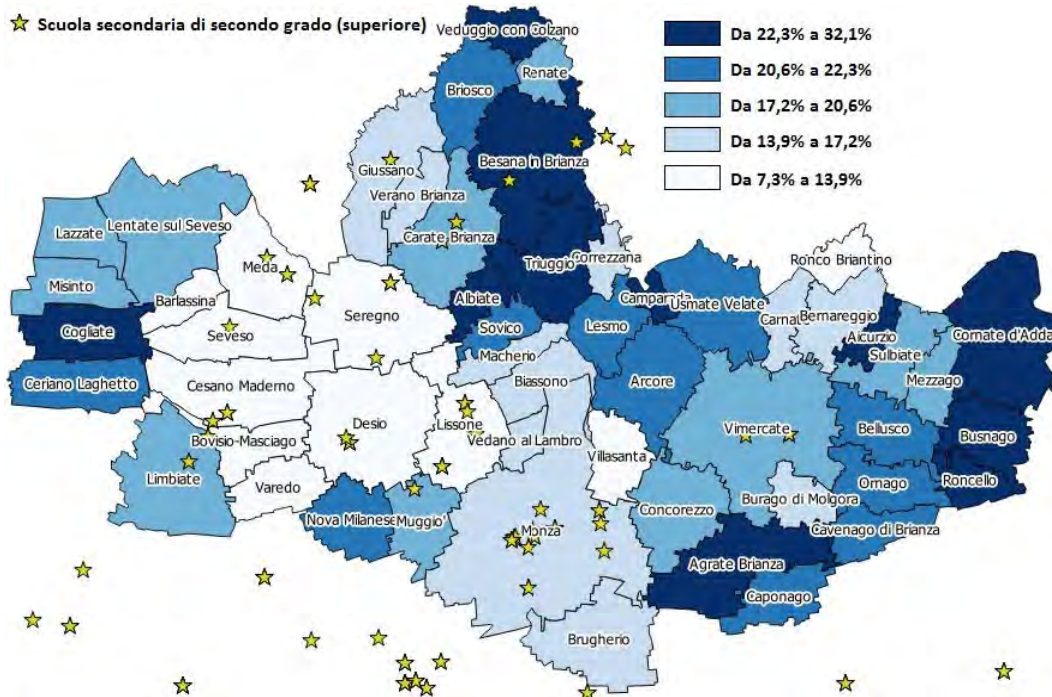 Scuola secondaria di secondo grado (superiore)
Da 22,3% a 32,1%
Da 20,6% a 22,3%
Da 17,2% a 20,6%
Da 13,9% a 17,2%
Da 7,3% a 13,9%
Veduggio con Colzano
Renate
Briosco
Besana in Brianza
Giussano
Verano Brianza
Carate Brianza
Lentate sul Seveso
Lazzate
Misinto
Meda
Barlassina
Cogliate
Seveso
Seregno
Albiate
Triuggio
Correzzana
Ronco Briantino
Sovico
Lesmo
Usmate Velate
Bernareggio
Aicurzio
Cornate d'Adda
Sulbiate
Mezzago
Macherio
Biassono
Arcore
Ceriano Laghetto
Cesano Maderno
Desio
Lissone
Vedano al Lambro
Villasanta
Vimercate
Bellusco
Busnago
Bovisio-Masciago
Limbiate
Varedo
Ornago
Roncello
Nova Milanese
Muggio'
Monza
Concorezzo
Burago di Molgora
Cavenago di Brianza
Agrate Brianza
Caponago
Brugherio